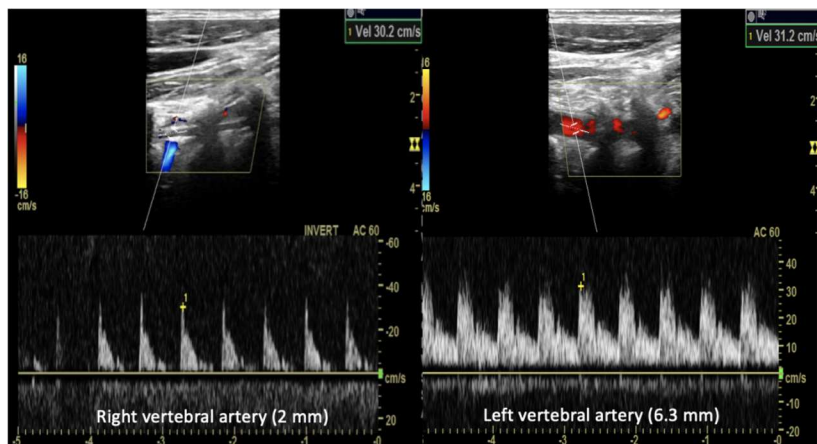 1 Vel 30.2 cm/s
1 Vel 31.2 cm/s
16
-16
cm/s
2
4
16
cm/s
2
4
INVERT AC 60
-60
-40
-20
cm/s
20
1
Right vertebral artery (2 mm)
-5 -4 -3 -2 -1 -0
AC 60
40
30
20
10
cm/s
-10
-20
1
Left vertebral artery (6.3 mm)
-4 -3 -2 -1 -0